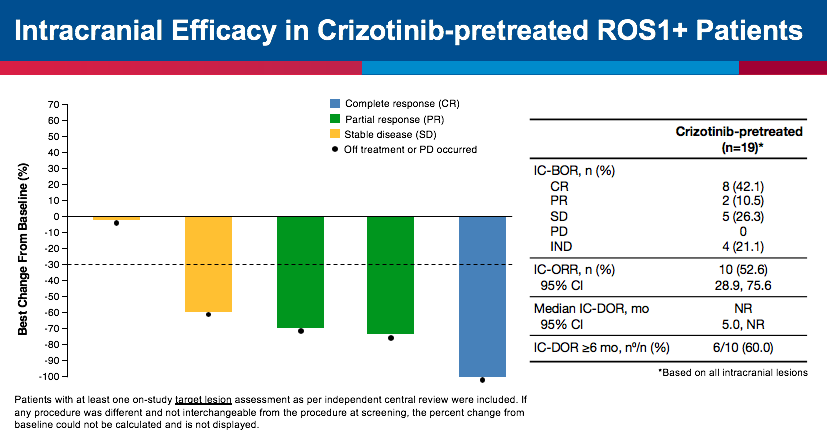 Intracranial Efficacy in Crizotinib-pretreated ROS1+ Patients
Best Change From Baseline (%)
70
60
50
40
30
20
10
0
-10
-20
-30
-40
-50
-60
-70
-80
-90
-100
Complete response (CR)
Partial response (PR)
Stable disease (SD)
Off treatment or PD occurred
Crizotinib-pretreated
(n=19)*
IC-BOR, n (%)
CR 8 (42.1)
PR 2 (10.5)
SD 5 (26.3)
PD 0
IND 4 (21.1)
IC-ORR, n (%) 10 (52.6)
95% CI 28.9, 75.6
Median IC-DOR, mo NR
95% CI 5.0, NR
IC-DOR ≥6 mo, nº/n (%) 6/10 (60.0)
*Based on all intracranial lesions
Patients with at least one on-study target lesion assessment as per independent central review were included. If
any procedure was different and not interchangeable from the procedure at screening, the percent change from
baseline could not be calculated and is not displayed.